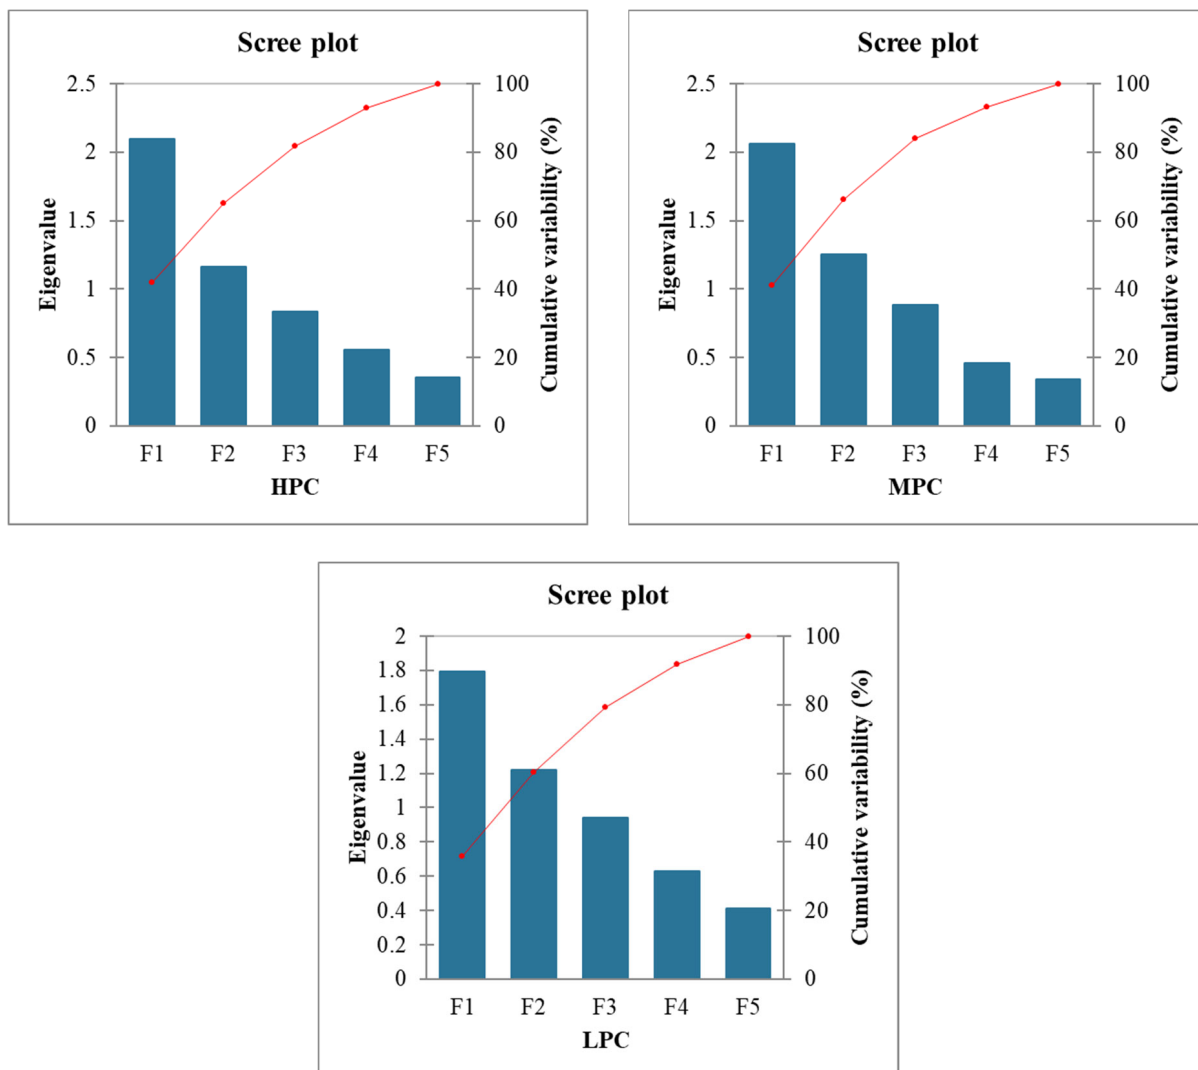 Scree plot
2.5
2
1.5
1
0.5
0
Eigenvalue
100
80
60
40
20
0
Cumulative variability (%)
F1 F2 F3 F4 F5
HPC
Scree plot
2.5
2
1.5
1
0.5
0
Eigenvalue
100
80
60
40
20
0
Cumulative variability (%)
F1 F2 F3 F4 F5
MPC
Scree plot
2
1.8
1.6
1.4
1.2
1
0.8
0.6
0.4
0.2
0
Eigenvalue
100
80
60
40
20
0
Cumulative variability (%)
F1 F2 F3 F4 F5
LPC